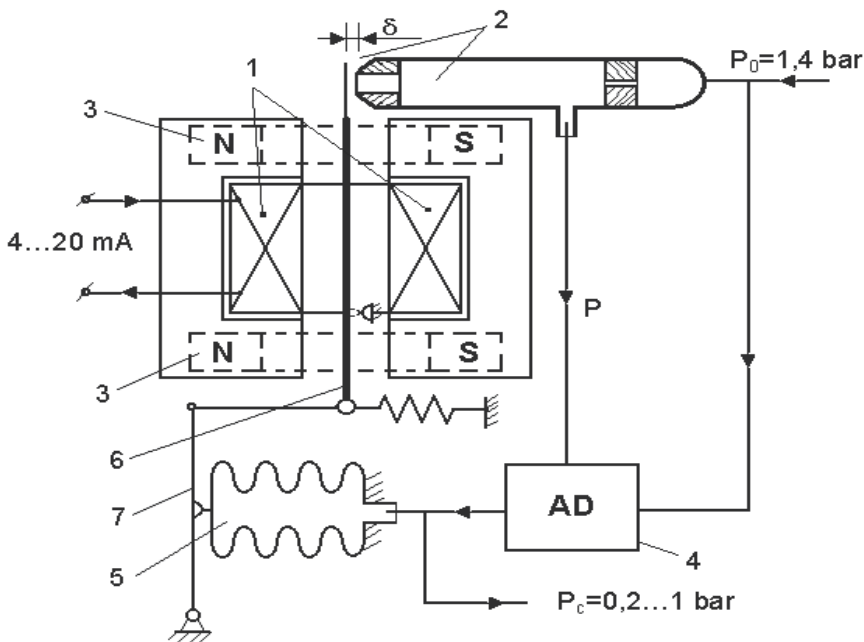 δ
2
1
P₀=1,4 bar
3
N
S
4...20 mA
P
N
S
3
6
7
AD
5
4
P꜀=0,2...1 bar